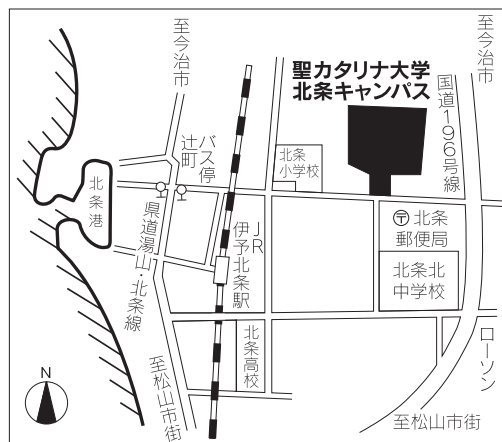 至今治市
聖カタリナ大学
北条キャンパス
至今治市
国道196号線
バス停
辻町
北条
小学校
北条港
県道湯山・北条線
JR
伊予北条駅
〒北条
郵便局
北条北
中学校
北条高校
ローソン
至松山市街
至松山市街
N